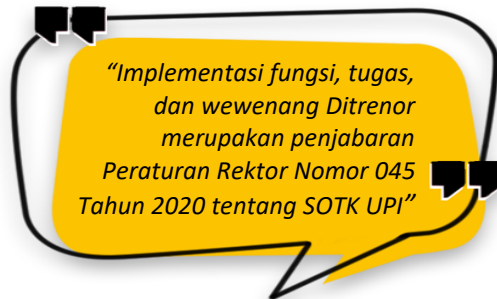 “Implementasi fungsi, tugas,
dan wewenang Ditrenor
merupakan penjabaran
Peraturan Rektor Nomor 045
Tahun 2020 tentang SOTK UPI”